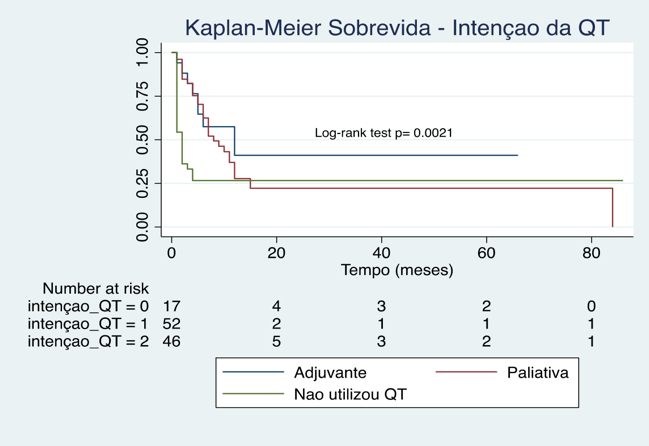 Kaplan-Meier Sobrevida - Intençao da QT
1.00
0.75
0.50
0.25
0.00
Log-rank test p= 0.0021
0 20 40 60 80
Tempo (meses)
Number at risk
intençao_QT = 0 17 4 3 2 0
intençao_QT = 1 52 2 1 1 1
intençao_QT = 2 46 5 3 2 1
Adjuvante Paliativa
Nao utilizou QT